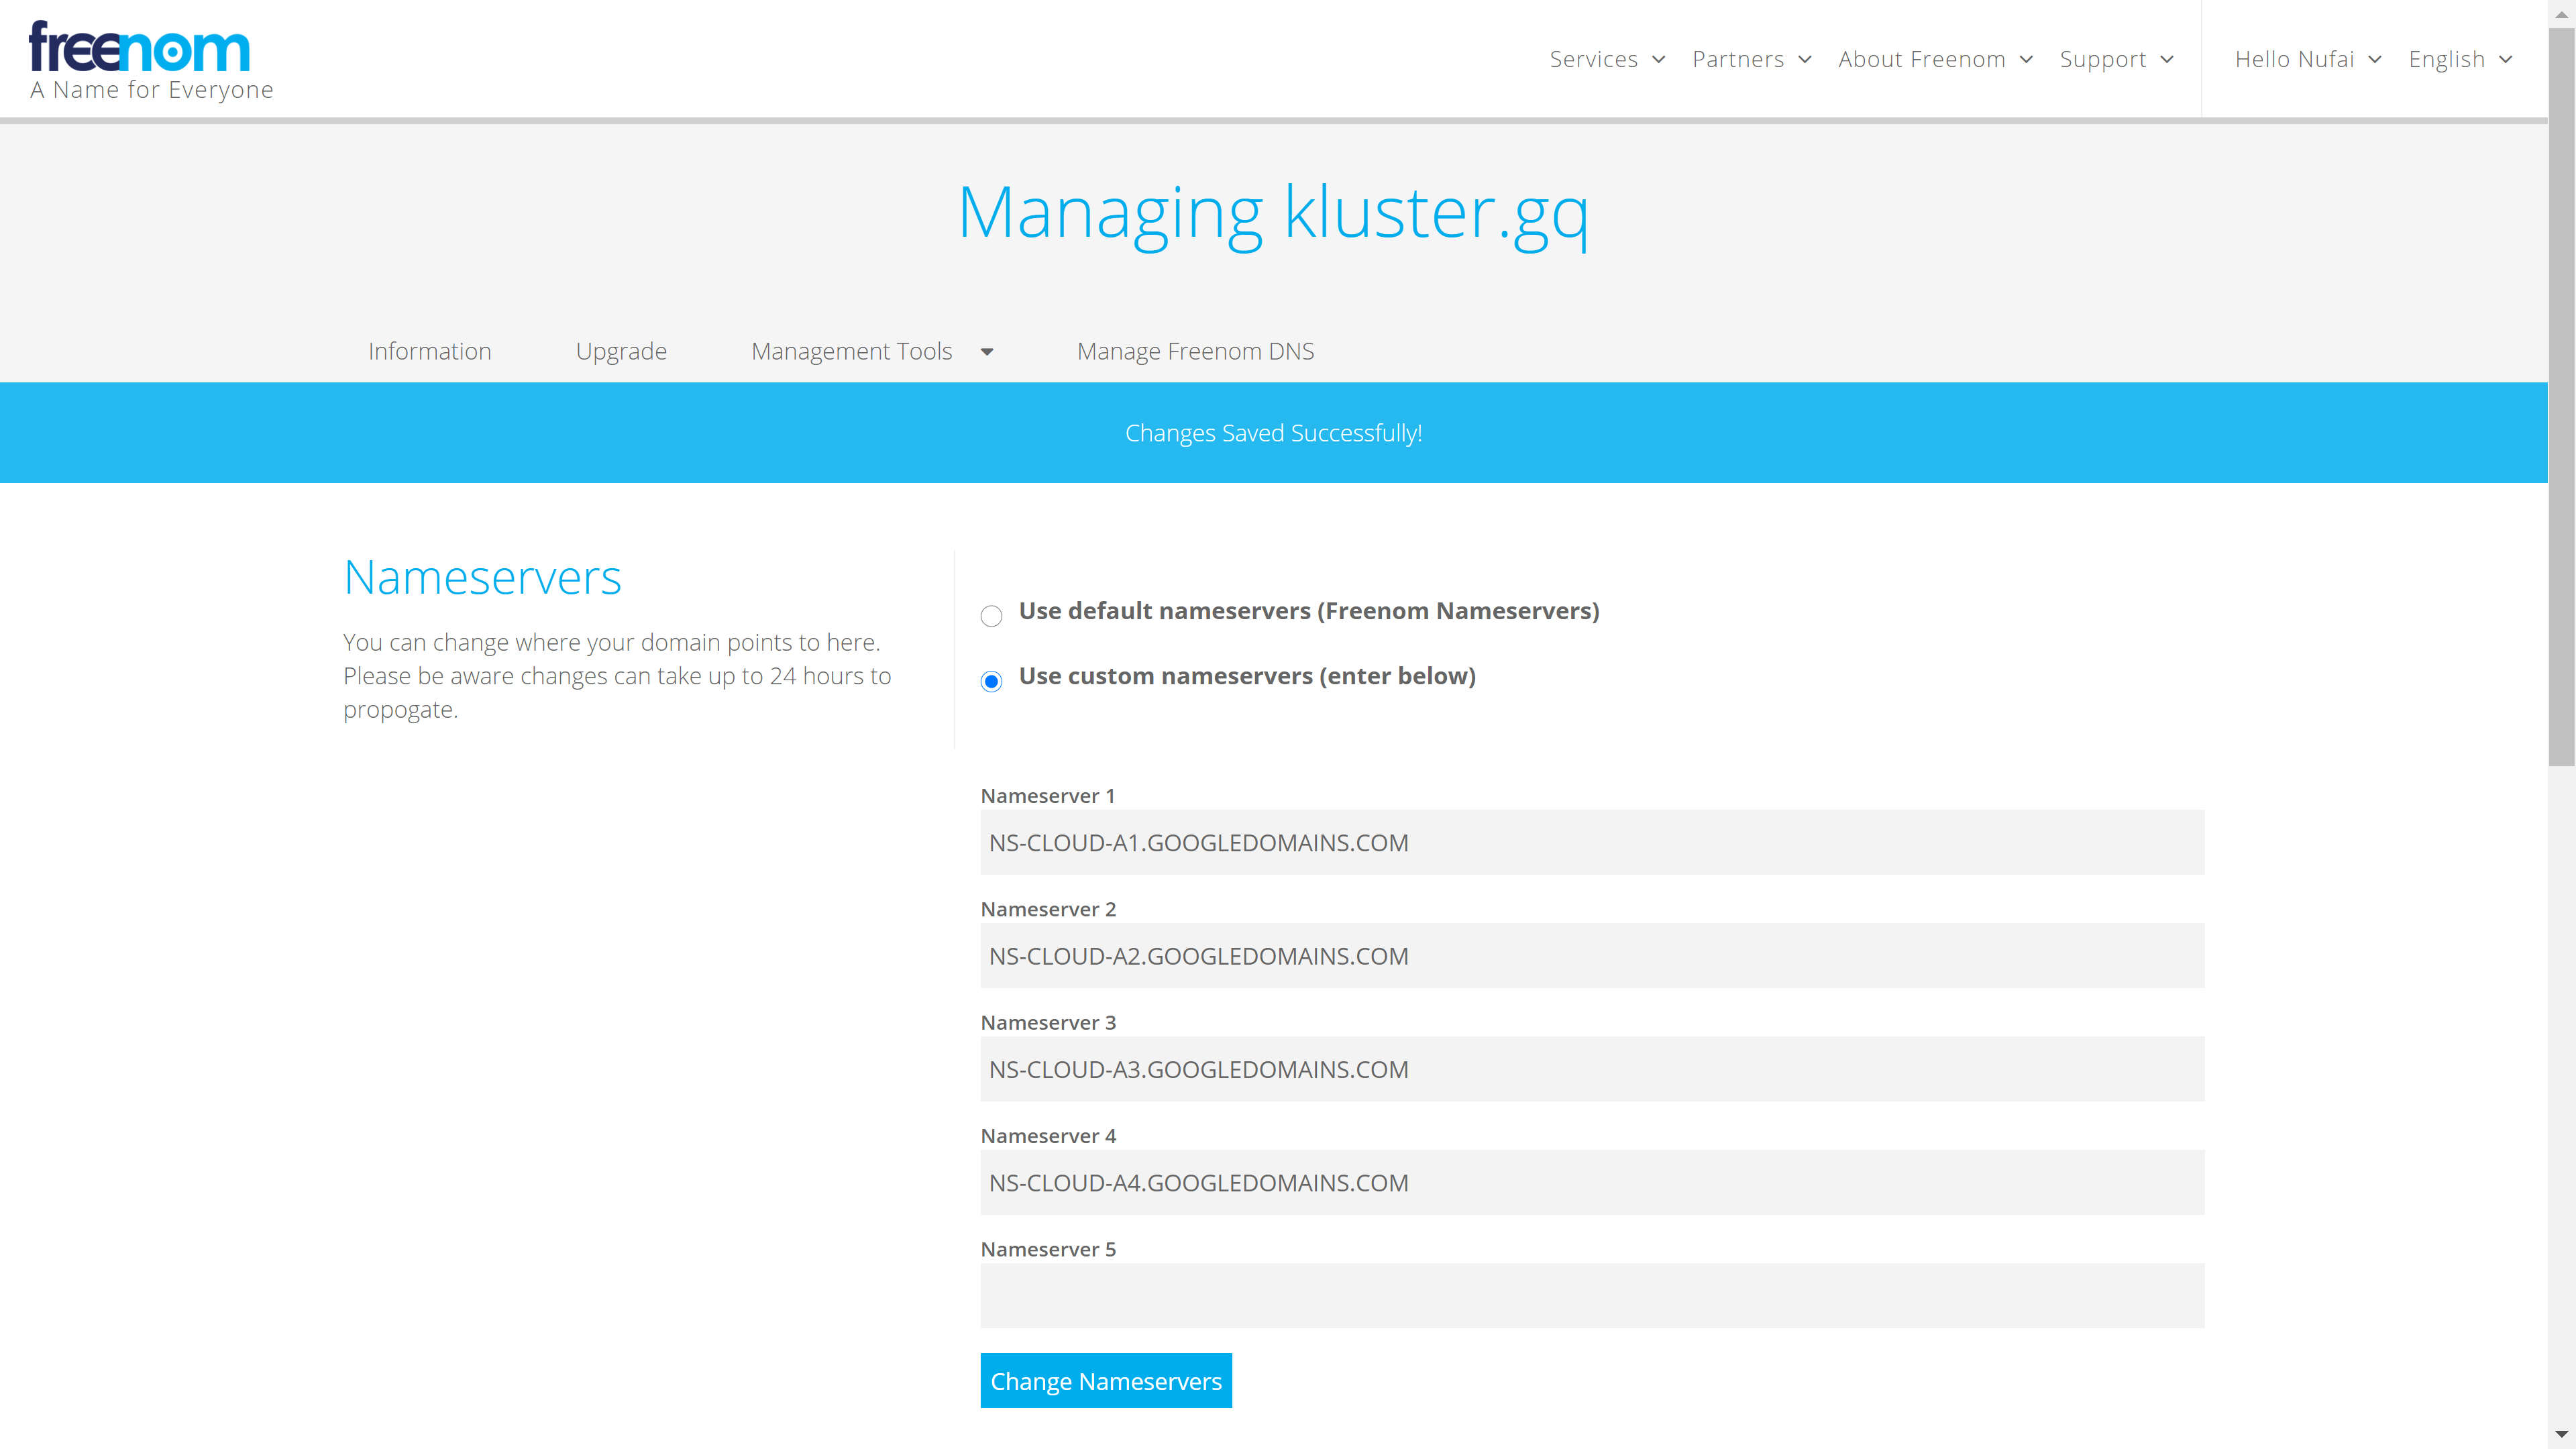 freenom
A Name for Everyone
Services
Partners
About Freenom
Support
Hello Nufai
English
Managing kluster.gq
Information
Upgrade
Management Tools
Manage Freenom DNS
Changes Saved Successfully!
Nameservers
You can change where your domain points to here.
Please be aware changes can take up to 24 hours to
propogate.
Use default nameservers (Freenom Nameservers)
Use custom nameservers (enter below)
Nameserver 1
NS-CLOUD-A1.GOOGLEDOMAINS.COM
Nameserver 2
NS-CLOUD-A2.GOOGLEDOMAINS.COM
Nameserver 3
NS-CLOUD-A3.GOOGLEDOMAINS.COM
Nameserver 4
NS-CLOUD-A4.GOOGLEDOMAINS.COM
Nameserver 5
Change Nameservers